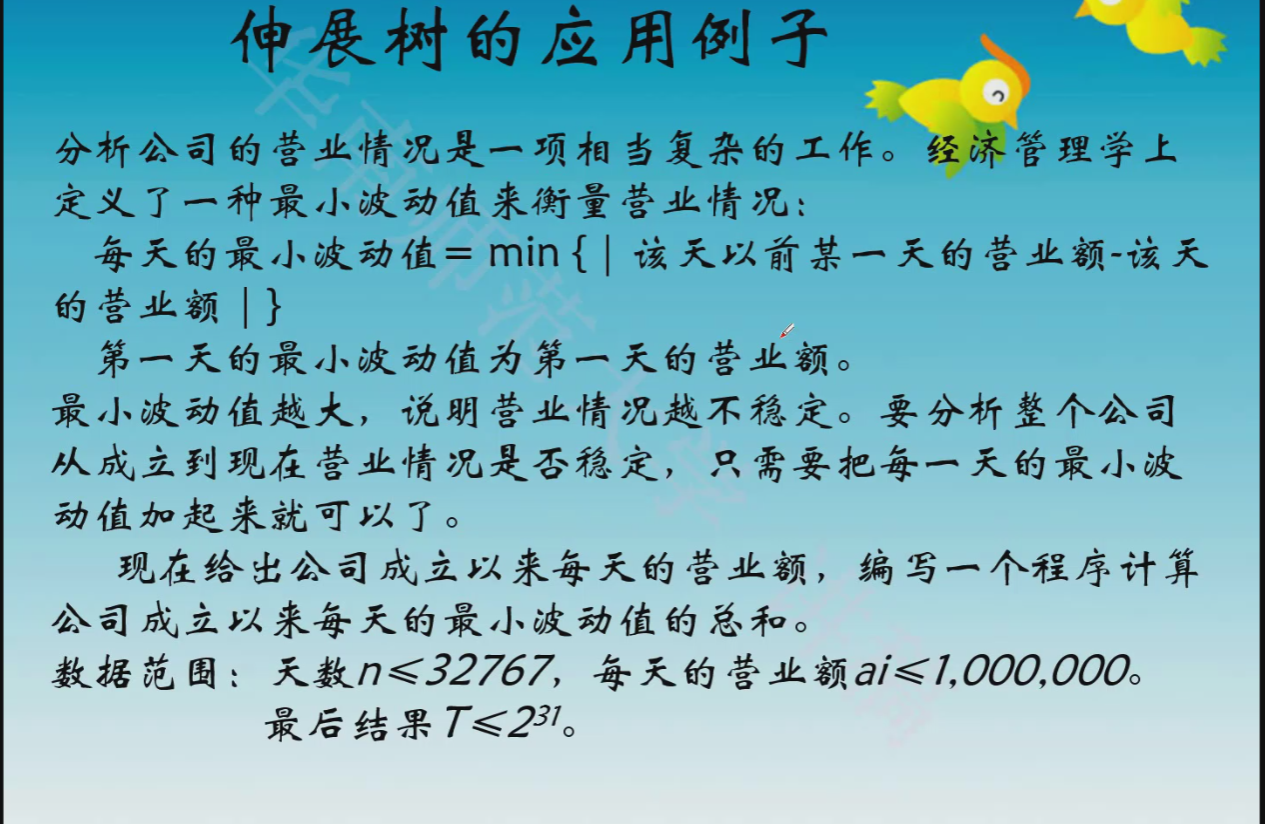 伸展树的应用例子
分析公司的营业情况是一项相当复杂的工作。经济管理学上
定义了一种最小波动值来衡量营业情况：
每天的最小波动值= min { | 该天以前某一天的营业额-该天
的营业额 | }
第一天的最小波动值为第一天的营业额。
最小波动值越大，说明营业情况越不稳定。要分析整个公司
从成立到现在营业情况是否稳定，只需要把每一天的最小波
动值加起来就可以了。
现在给出公司成立以来每天的营业额，编写一个程序计算
公司成立以来每天的最小波动值的总和。
数据范围：天数n≤32767，每天的营业额ai≤1,000,000。
最后结果T≤2³¹。
华南师范大学